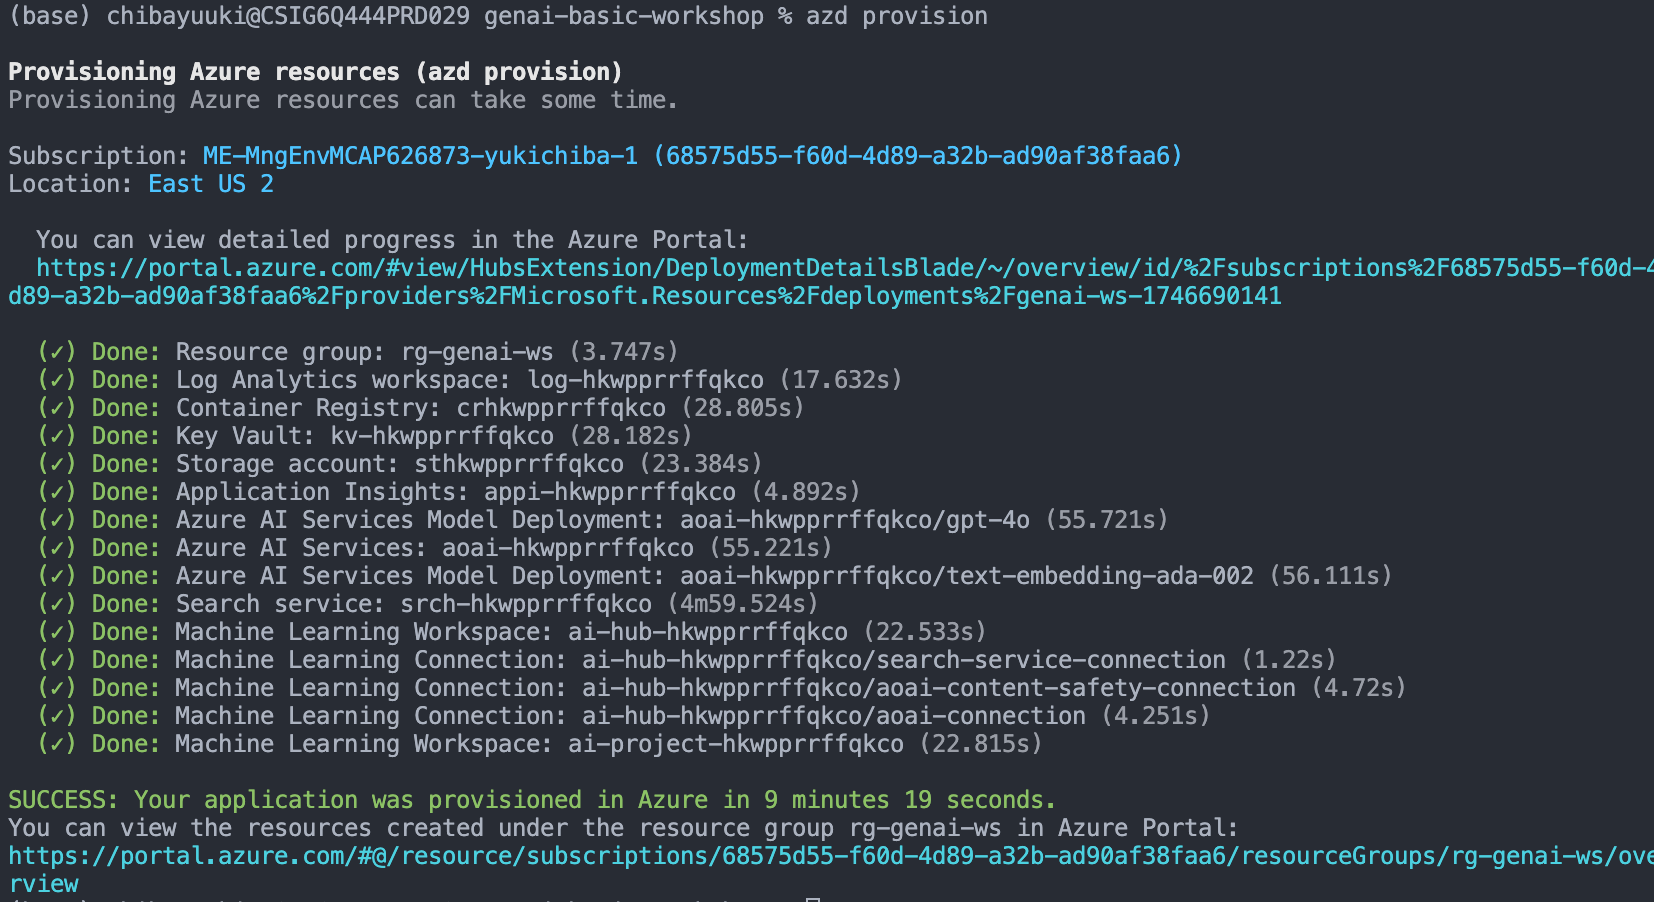 (base) chibayuuki@CSIG6Q444PRD029 genai-basic-workshop % azd provision
Provisioning Azure resources (azd provision)
Provisioning Azure resources can take some time.
Subscription: ME-MngEnvMCAP626873-yukichiba-1 (68575d55-f60d-4d89-a32b-ad90af38faa6)
Location: East US 2
You can view detailed progress in the Azure Portal:
https://portal.azure.com/#view/HubsExtension/DeploymentDetailsBlade/~/overview/id/%2Fsubscriptions%2F68575d55-f60d-4
d89-a32b-ad90af38faa6%2Fproviders%2FMicrosoft.Resources%2Fdeployments%2Fgenai-ws-1746690141
(✓) Done: Resource group: rg-genai-ws (3.747s)
(✓) Done: Log Analytics workspace: log-hkwpprrffqkco (17.632s)
(✓) Done: Container Registry: crhkwpprrffqkco (28.805s)
(✓) Done: Key Vault: kv-hkwpprrffqkco (28.182s)
(✓) Done: Storage account: sthkwpprrffqkco (23.384s)
(✓) Done: Application Insights: appi-hkwpprrffqkco (4.892s)
(✓) Done: Azure AI Services Model Deployment: aoai-hkwpprrffqkco/gpt-4o (55.721s)
(✓) Done: Azure AI Services: aoai-hkwpprrffqkco (55.221s)
(✓) Done: Azure AI Services Model Deployment: aoai-hkwpprrffqkco/text-embedding-ada-002 (56.111s)
(✓) Done: Search service: srch-hkwpprrffqkco (4m59.524s)
(✓) Done: Machine Learning Workspace: ai-hub-hkwpprrffqkco (22.533s)
(✓) Done: Machine Learning Connection: ai-hub-hkwpprrffqkco/search-service-connection (1.22s)
(✓) Done: Machine Learning Connection: ai-hub-hkwpprrffqkco/aoai-content-safety-connection (4.72s)
(✓) Done: Machine Learning Connection: ai-hub-hkwpprrffqkco/aoai-connection (4.251s)
(✓) Done: Machine Learning Workspace: ai-project-hkwpprrffqkco (22.815s)
SUCCESS: Your application was provisioned in Azure in 9 minutes 19 seconds.
You can view the resources created under the resource group rg-genai-ws in Azure Portal:
https://portal.azure.com/#@/resource/subscriptions/68575d55-f60d-4d89-a32b-ad90af38faa6/resourceGroups/rg-genai-ws/ove
rview